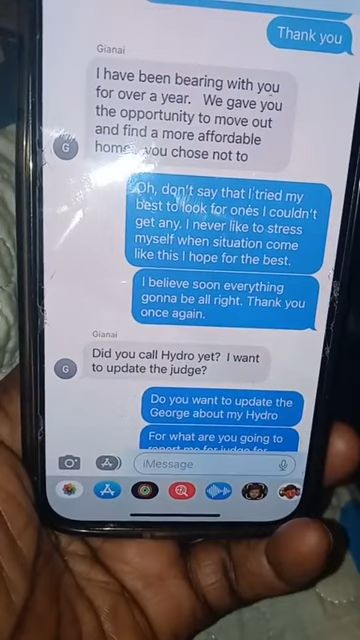 Thank you
Gianai
I have been bearing with you
for over a year. We gave you
the opportunity to move out
and find a more affordable
home you chose not to
G
Oh, don't say that I tried my
best to look for ones I couldn't
get any. I never like to stress
myself when situation come
like this I hope for the best.
I believe soon everything
gonna be all right. Thank you
once again.
Gianai
Did you call Hydro yet? I want
to update the judge?
G
Do you want to update the
George about my Hydro
For what are you going to
report me for judge for
iMessage